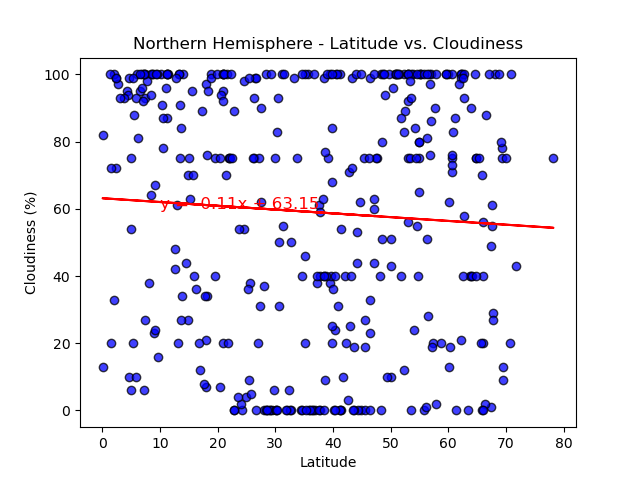 Northern Hemisphere - Latitude vs. Cloudiness
Cloudiness (%)
100
80
60
40
20
0
y = -0.11x + 63.15
0 10 20 30 40 50 60 70 80
Latitude